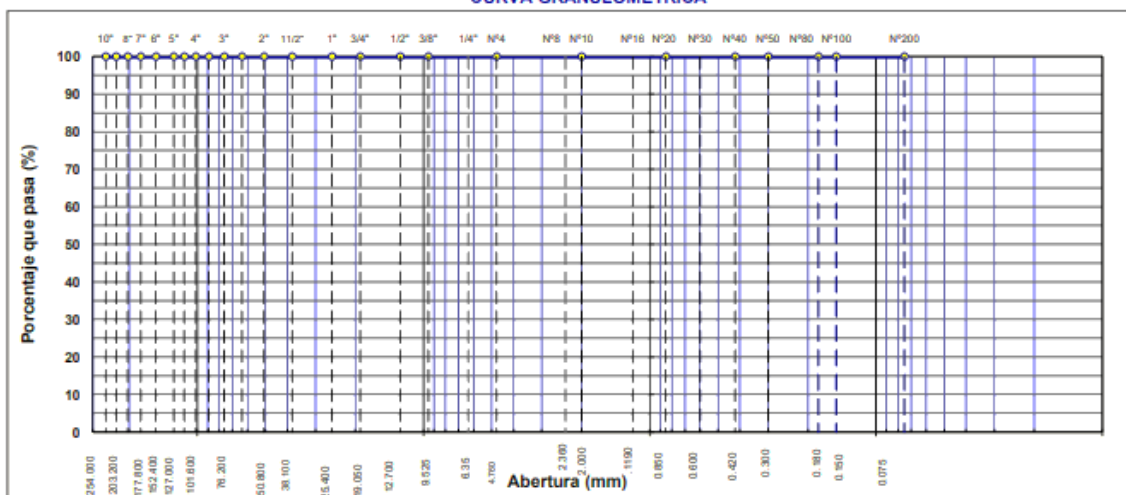 CURVA GRANULOMÉTRICA
10" 8" 7" 6" 5" 4" 3" 2" 11/2" 1" 3/4" 1/2" 3/8" 1/4" Nº4 Nº8 Nº10 Nº16 Nº20 Nº30 Nº40 Nº50 Nº80 Nº100 Nº200
100
90
80
70
60
50
40
30
20
10
0
Porcentaje que pasa (%)
254.000 203.200 177.800 152.400 127.000 101.600 76.200 50.800 38.100 25.400 19.050 12.700 9.525 6.35 4.760 2.360 2.000 .1190 0.850 0.600 0.420 0.300 0.180 0.150 0.075
Abertura (mm)